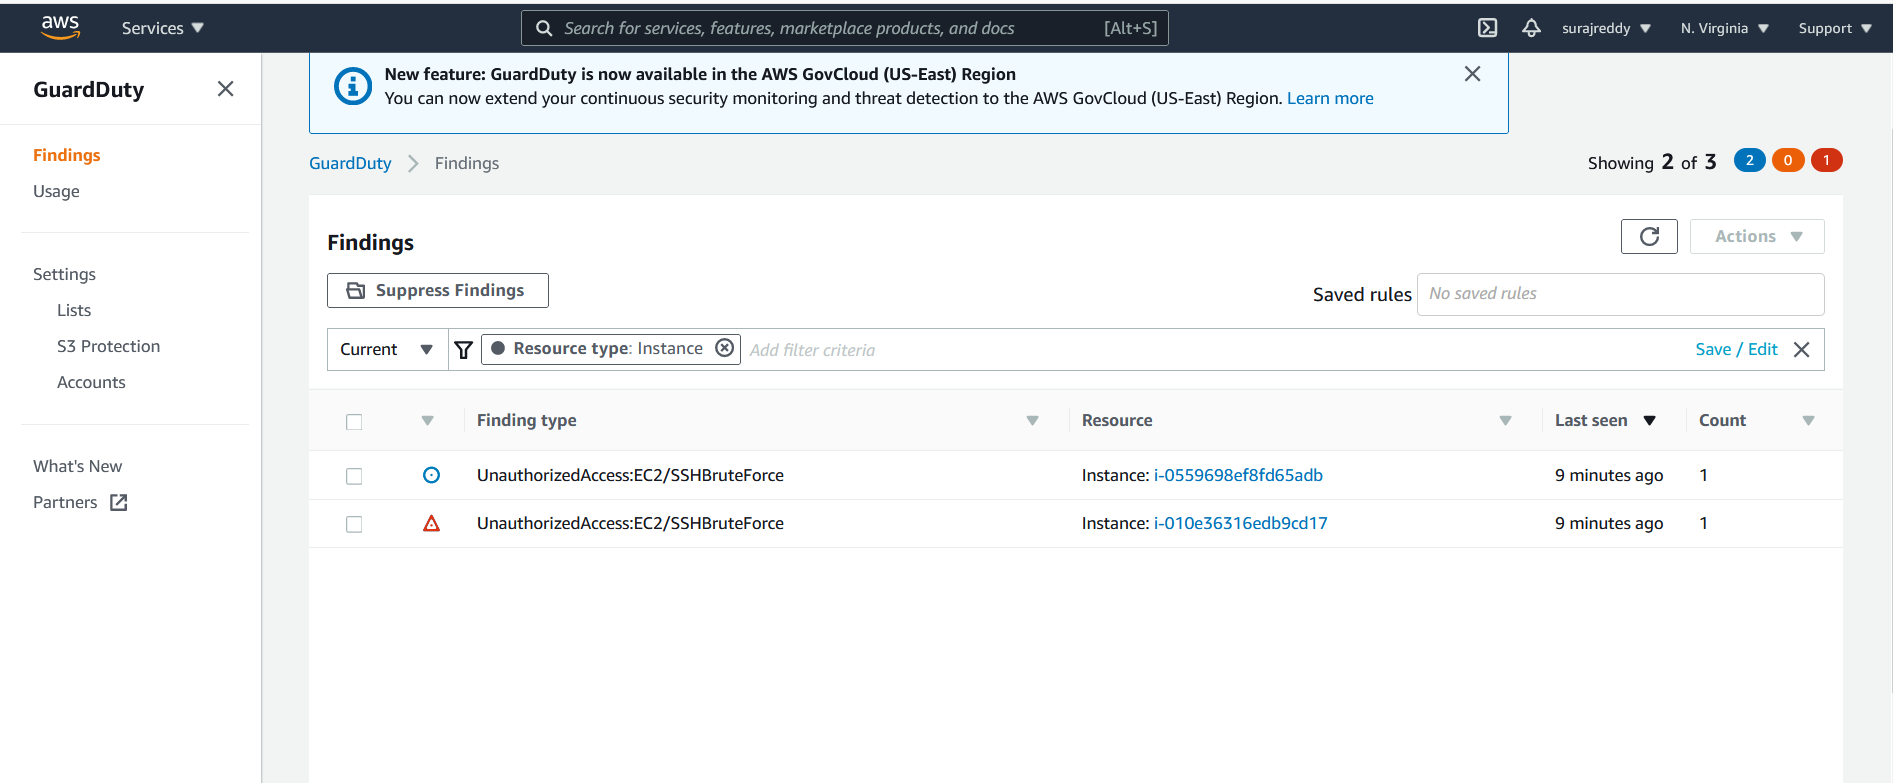 aws Services Search for services, features, marketplace products, and docs [Alt+S] surajreddy N. Virginia Support
GuardDuty
Findings
Usage
Settings
Lists
S3 Protection
Accounts
What's New
Partners
New feature: GuardDuty is now available in the AWS GovCloud (US-East) Region
You can now extend your continuous security monitoring and threat detection to the AWS GovCloud (US-East) Region. Learn more
GuardDuty Findings Showing 2 of 3 2 0 1
Findings Actions
Suppress Findings Saved rules No saved rules
Current Resource type: Instance Add filter criteria Save / Edit
Finding type Resource Last seen Count
UnauthorizedAccess:EC2/SSHBruteForce Instance: i-0559698ef8fd65adb 9 minutes ago 1
UnauthorizedAccess:EC2/SSHBruteForce Instance: i-010e36316edb9cd17 9 minutes ago 1